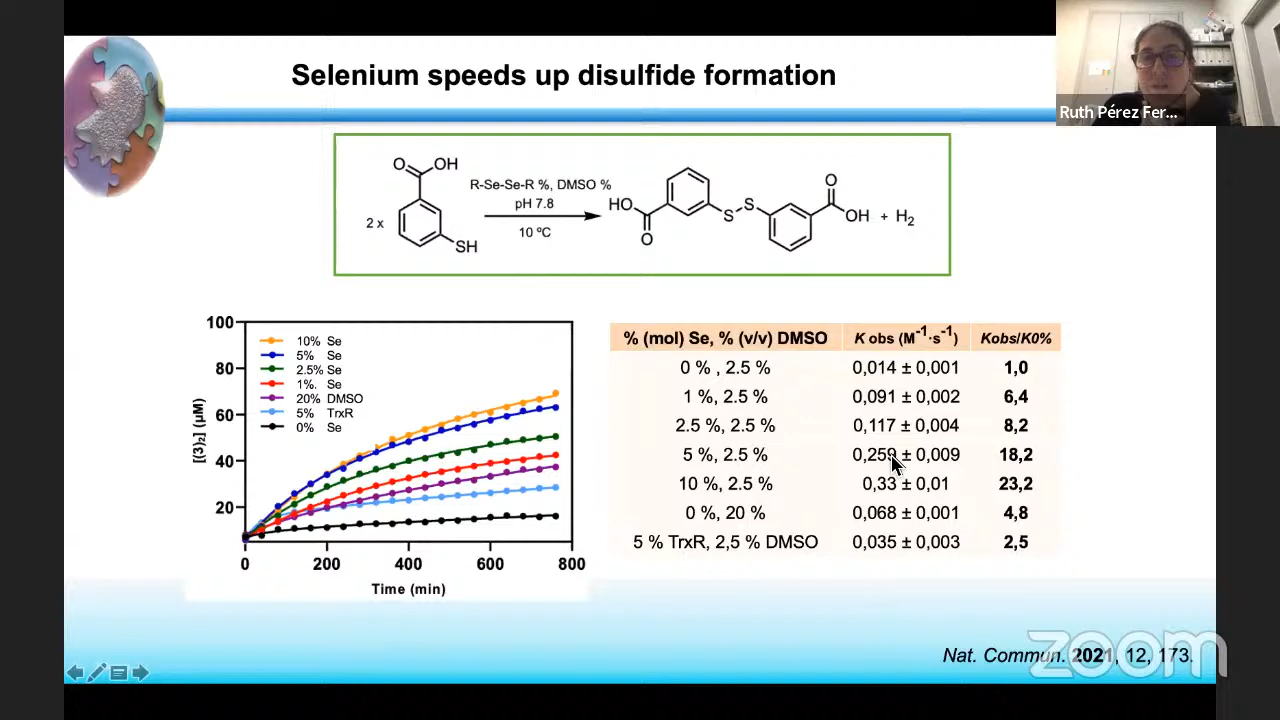 Selenium speeds up disulfide formation
Ruth Pérez Fer...
O OH
2 x
SH
R-Se-Se-R %, DMSO %
pH 7.8
10 ºC
HO
O
S S
O
OH + H2
[(3)2] (µM)
100
80
60
40
20
10% Se
5% Se
2.5% Se
1%. Se
20% DMSO
5% TrxR
0% Se
0 200 400 600 800
Time (min)
% (mol) Se, % (v/v) DMSO K obs (M-1·s-1) Kobs/K0%
0 % , 2.5 % 0,014 ± 0,001 1,0
1 %, 2.5 % 0,091 ± 0,002 6,4
2.5 %, 2.5 % 0,117 ± 0,004 8,2
5 %, 2.5 % 0,259 ± 0,009 18,2
10 %, 2.5 % 0,33 ± 0,01 23,2
0 %, 20 % 0,068 ± 0,001 4,8
5 % TrxR, 2,5 % DMSO 0,035 ± 0,003 2,5
Nat. Commun. 2021, 12, 173.
zoom